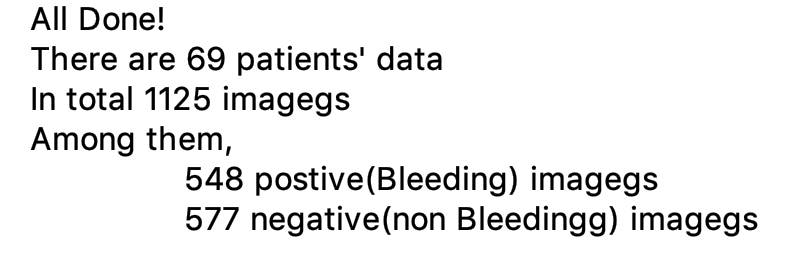 All Done!
There are 69 patients' data
In total 1125 imagegs
Among them,
548 postive(Bleeding) imagegs
577 negative(non Bleedingg) imagegs